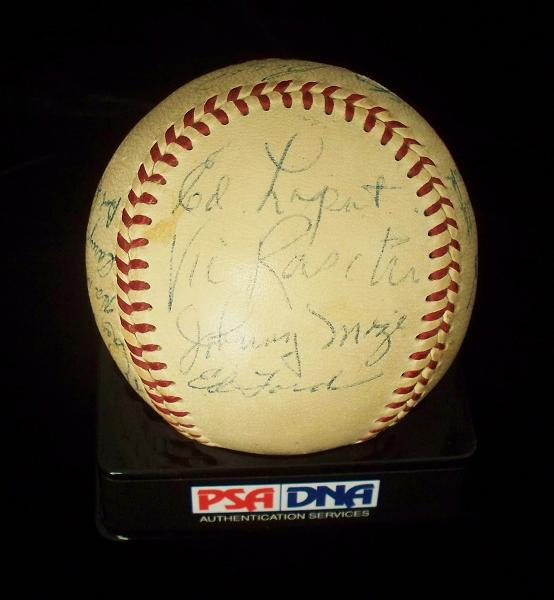 Ed. Lopat.
Vic Raschi
Johnny Mize
Ed Ford
PSA DNA
AUTHENTICATION SERVICES